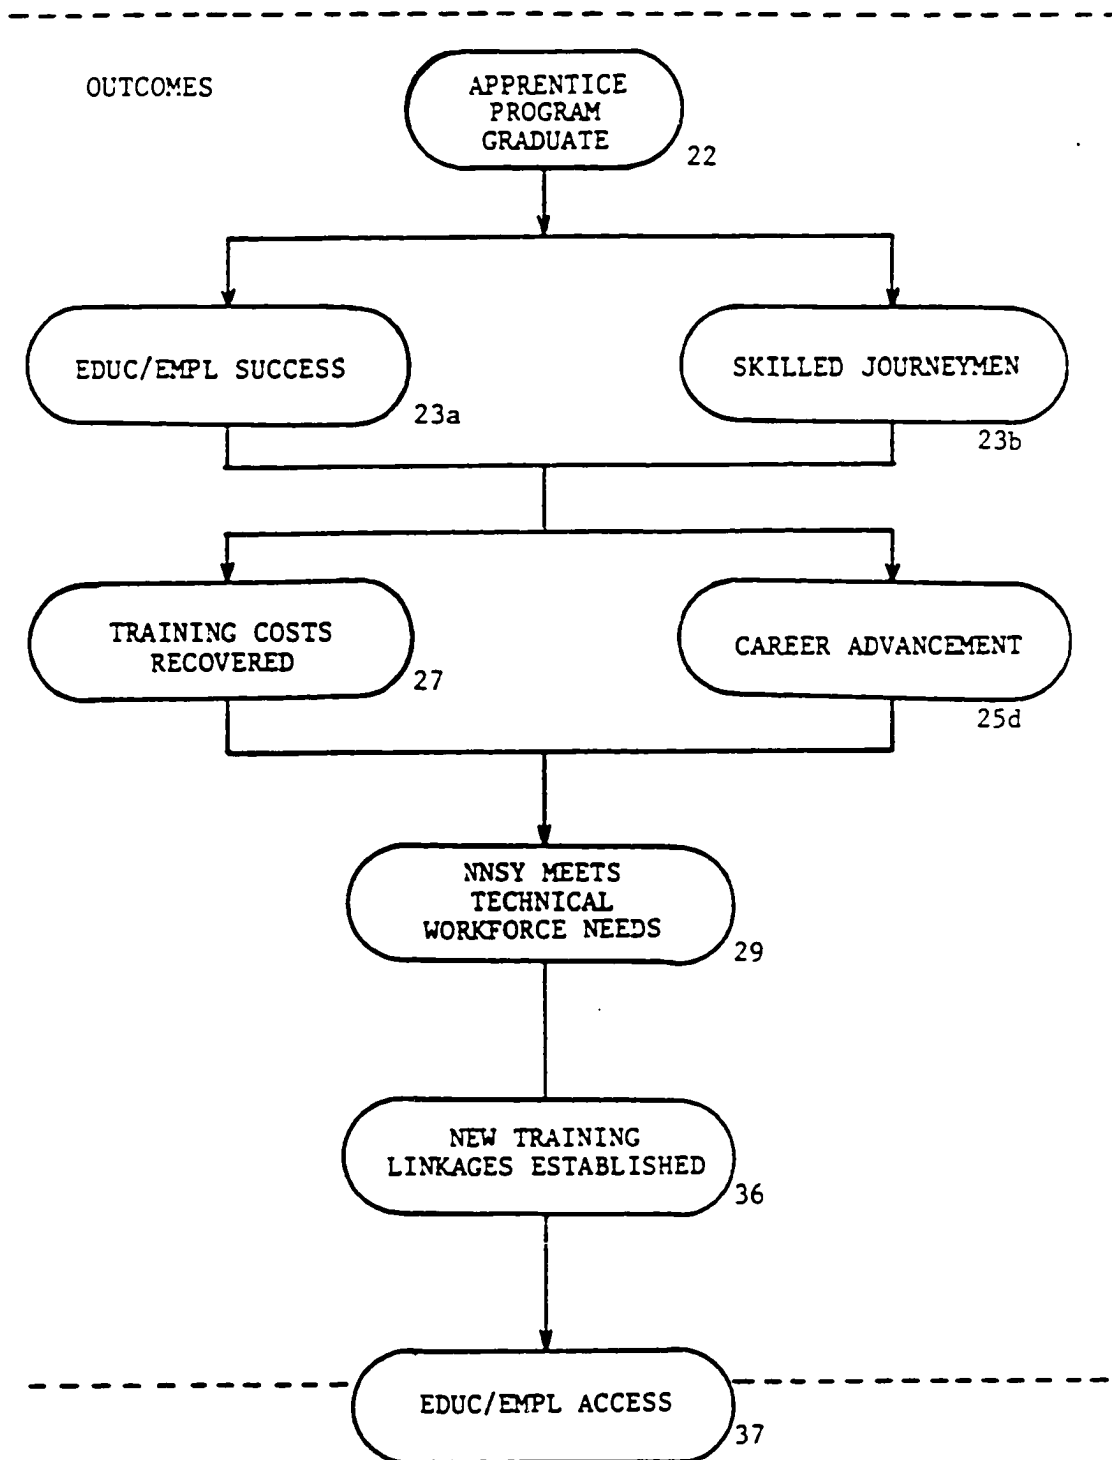 OUTCOMES
APPRENTICE
PROGRAM
GRADUATE
22
EDUC/EMPL SUCCESS
23a
SKILLED JOURNEYMEN
23b
TRAINING COSTS
RECOVERED
27
CAREER ADVANCEMENT
25d
NNSY MEETS
TECHNICAL
WORKFORCE NEEDS
29
NEW TRAINING
LINKAGES ESTABLISHED
36
EDUC/EMPL ACCESS
37